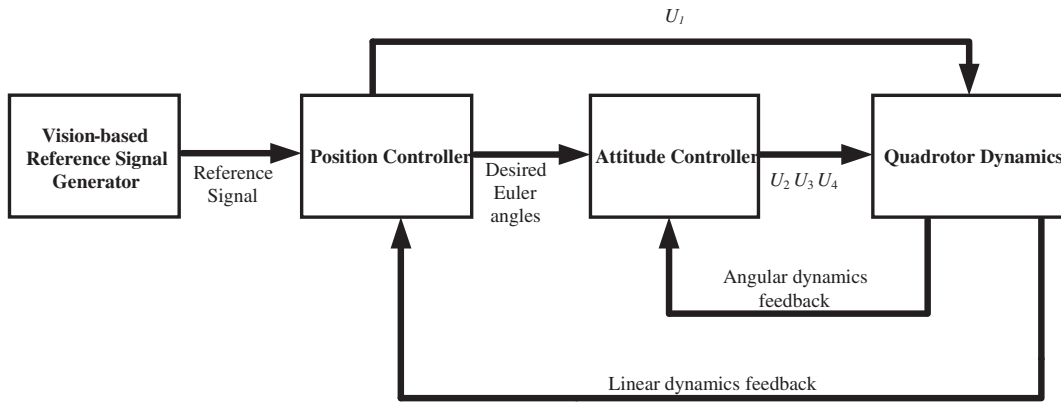 U1
Vision-based
Reference Signal
Generator
Reference
Signal
Position Controller
Desired
Euler
angles
Attitude Controller
U2 U3 U4
Quadrotor Dynamics
Angular dynamics
feedback
Linear dynamics feedback